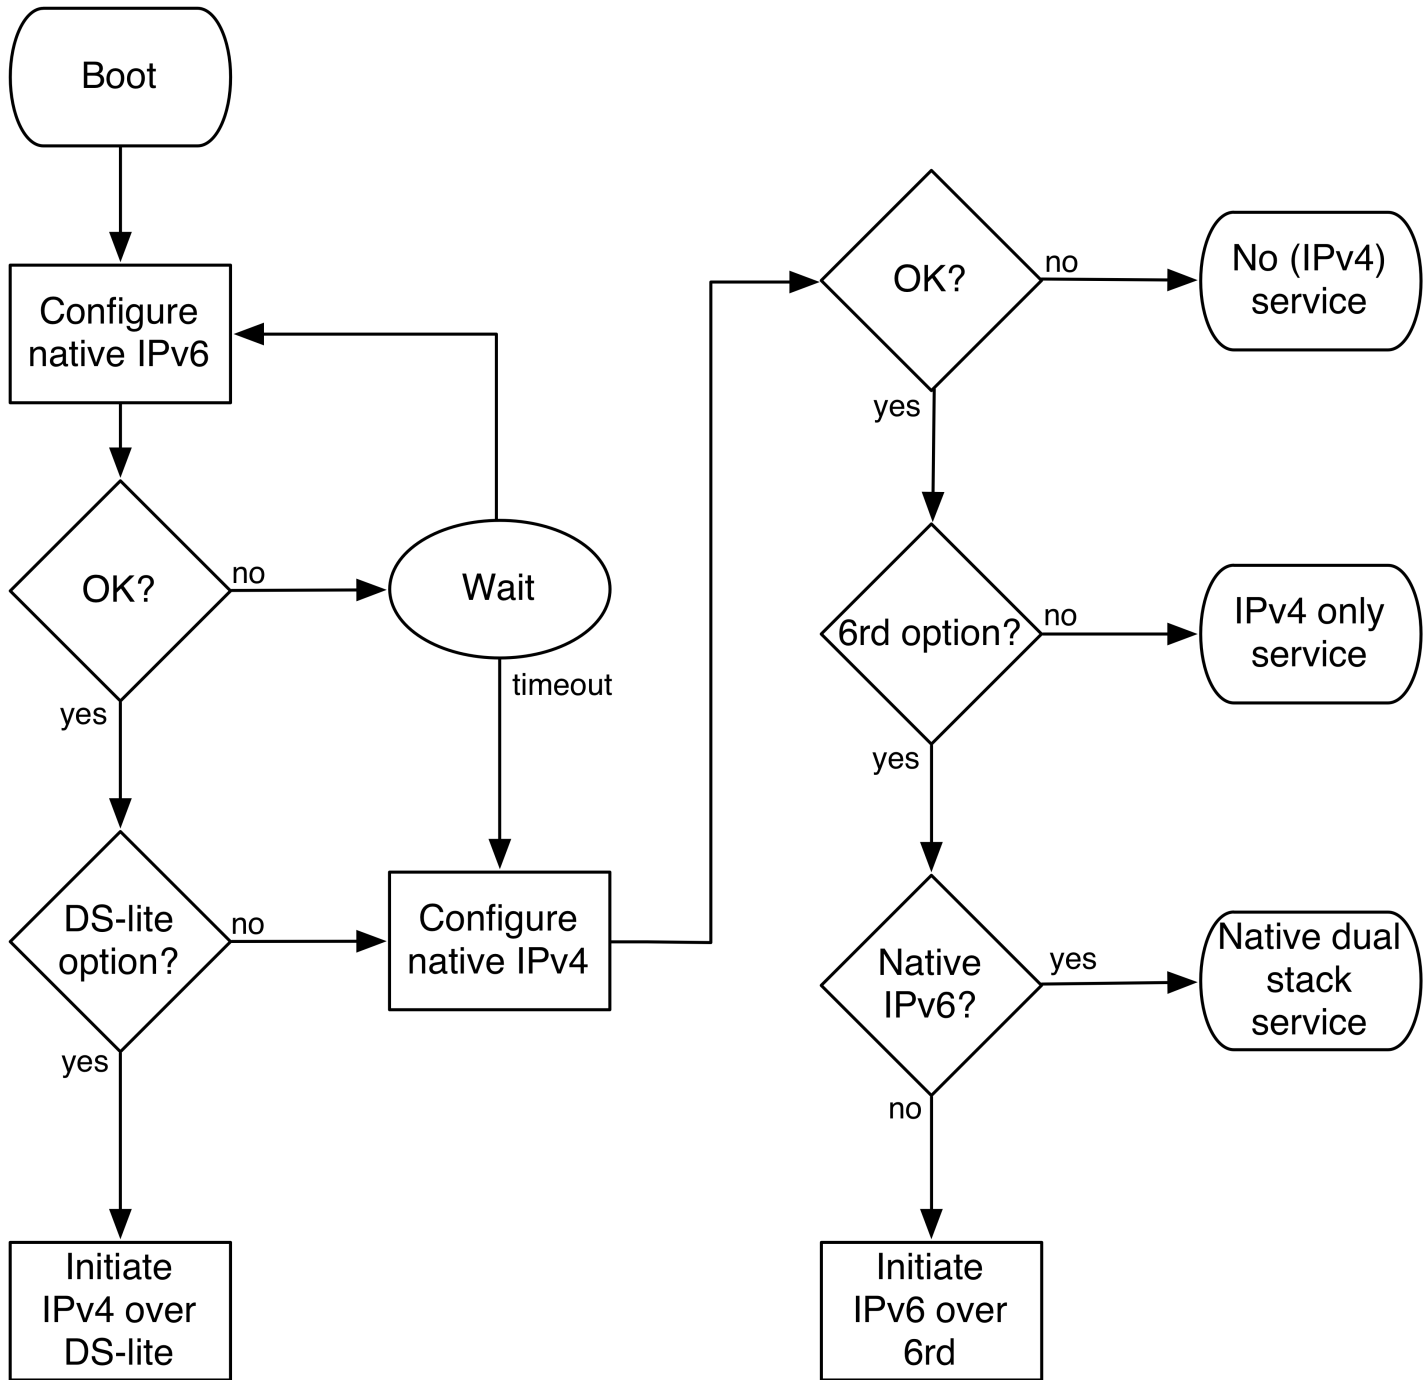 Boot
Configure
native IPv6
OK?
no
Wait
yes
timeout
DS-lite
option?
no
Configure
native IPv4
yes
Initiate
IPv4 over
DS-lite
OK?
no
No (IPv4)
service
yes
6rd option?
no
IPv4 only
service
yes
Native
IPv6?
yes
Native dual
stack
service
no
Initiate
IPv6 over
6rd